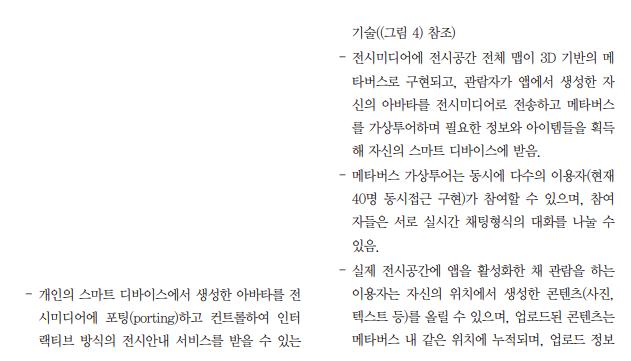 - 개인의 스마트 디바이스에서 생성한 아바타를 전
시미디어에 포팅(porting)하고 컨트롤하여 인터
랙티브 방식의 전시안내 서비스를 받을 수 있는
기술((그림 4) 참조)
- 전시미디어에 전시공간 전체 맵이 3D 기반의 메
타버스로 구현되고, 관람자가 앱에서 생성한 자
신의 아바타를 전시미디어로 전송하고 메타버스
를 가상투어하며 필요한 정보와 아이템들을 획득
해 자신의 스마트 디바이스에 받음.
- 메타버스 가상투어는 동시에 다수의 이용자(현재
40명 동시접근 구현)가 참여할 수 있으며, 참여
자들은 서로 실시간 채팅형식의 대화를 나눌 수
있음.
- 실제 전시공간에 앱을 활성화한 채 관람을 하는
이용자는 자신의 위치에서 생성한 콘텐츠(사진,
텍스트 등)를 올릴 수 있으며, 업로드된 콘텐츠는
메타버스 내 같은 위치에 누적되며, 업로드 정보